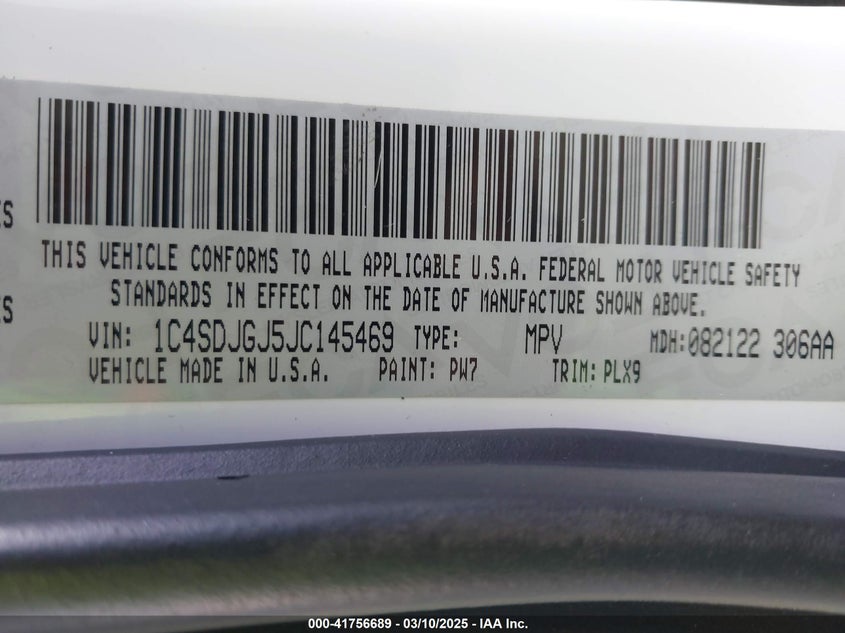 THIS VEHICLE CONFORMS TO ALL APPLICABLE U.S.A. FEDERAL MOTOR VEHICLE SAFETY
STANDARDS IN EFFECT ON THE DATE OF MANUFACTURE SHOWN ABOVE.
VIN: 1C4SDJGJ5JC145469 TYPE: MPV MDH:082122 306AA
VEHICLE MADE IN U.S.A. PAINT: PW7 TRIM: PLX9
000-41756689 - 03/10/2025 - IAA Inc.